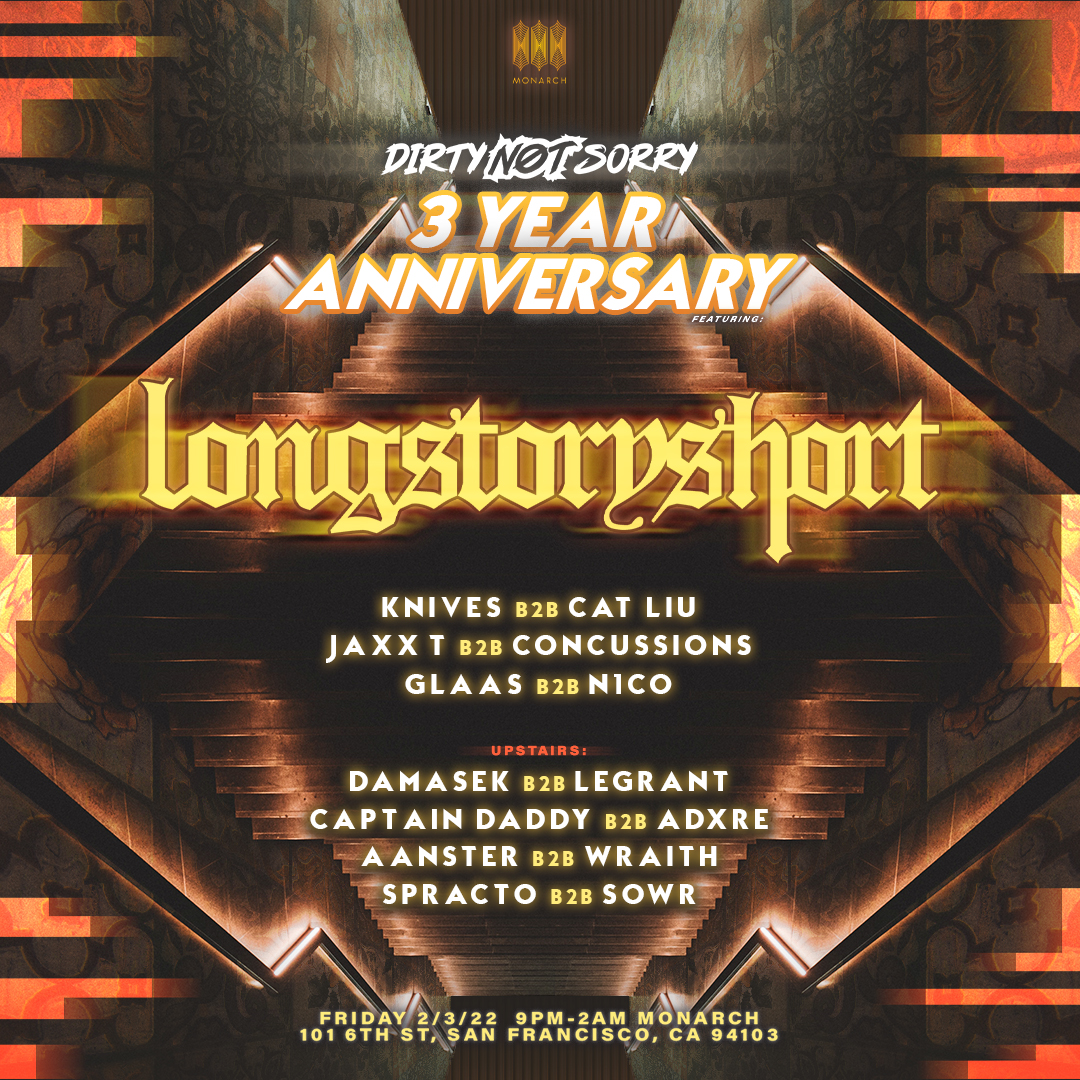 MONARCH
DIRTY NØT SORRY
3 YEAR
ANNIVERSARY
FEATURING:
longstoryshort
KNIVES B2B CAT LIU
JAXX T B2B CONCUSSIONS
GLAAS B2B N1CO
UPSTAIRS:
DAMASEK B2B LEGRANT
CAPTAIN DADDY B2B ADXRE
AANSTER B2B WRAITH
SPRACTO B2B SOWR
FRIDAY 2/3/22 9PM-2AM MONARCH
101 6TH ST, SAN FRANCISCO, CA 94103